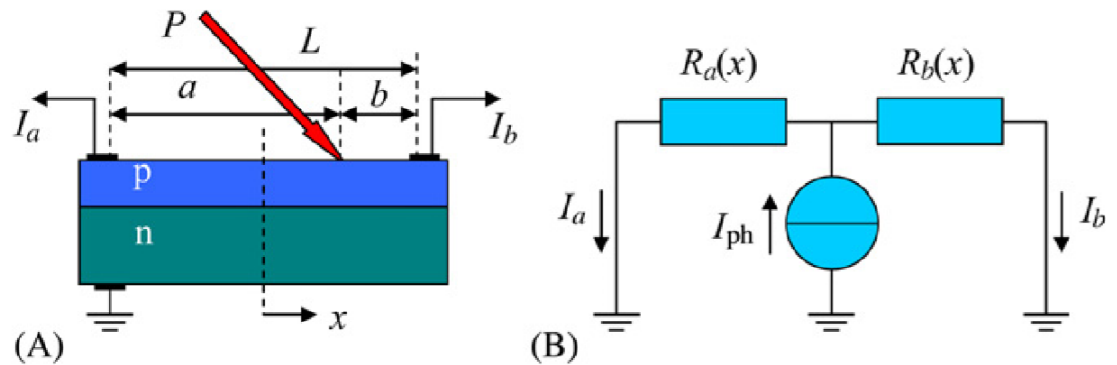 P L
a b
I_a I_b
p
n
x
(A)
R_a(x) R_b(x)
I_a I_ph I_b
(B)